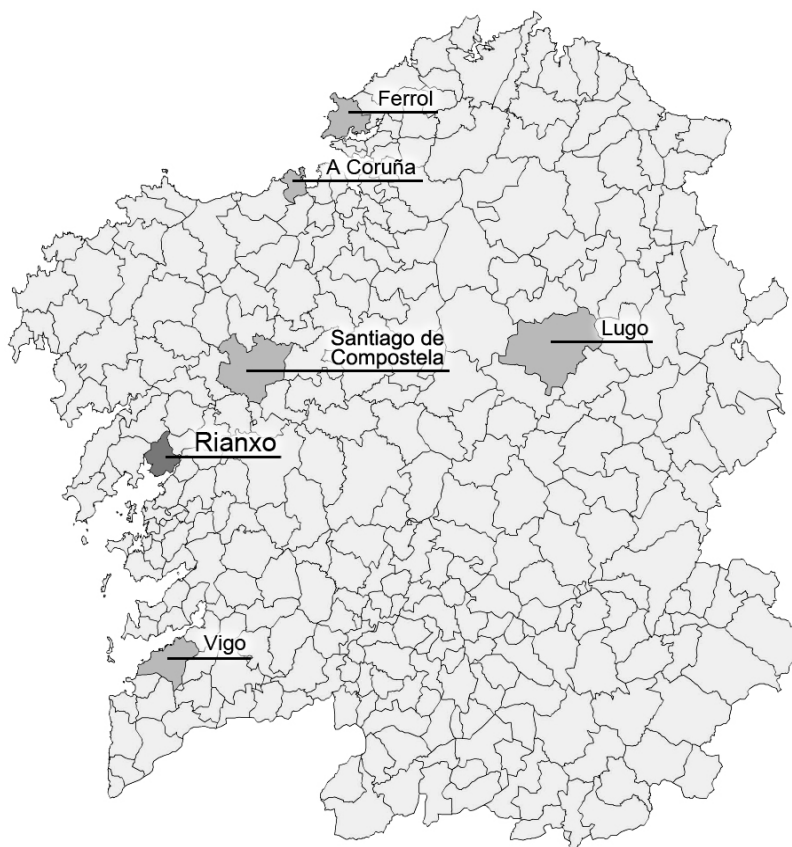 Ferrol
A Coruña
Santiago de
Compostela
Lugo
Rianxo
Vigo